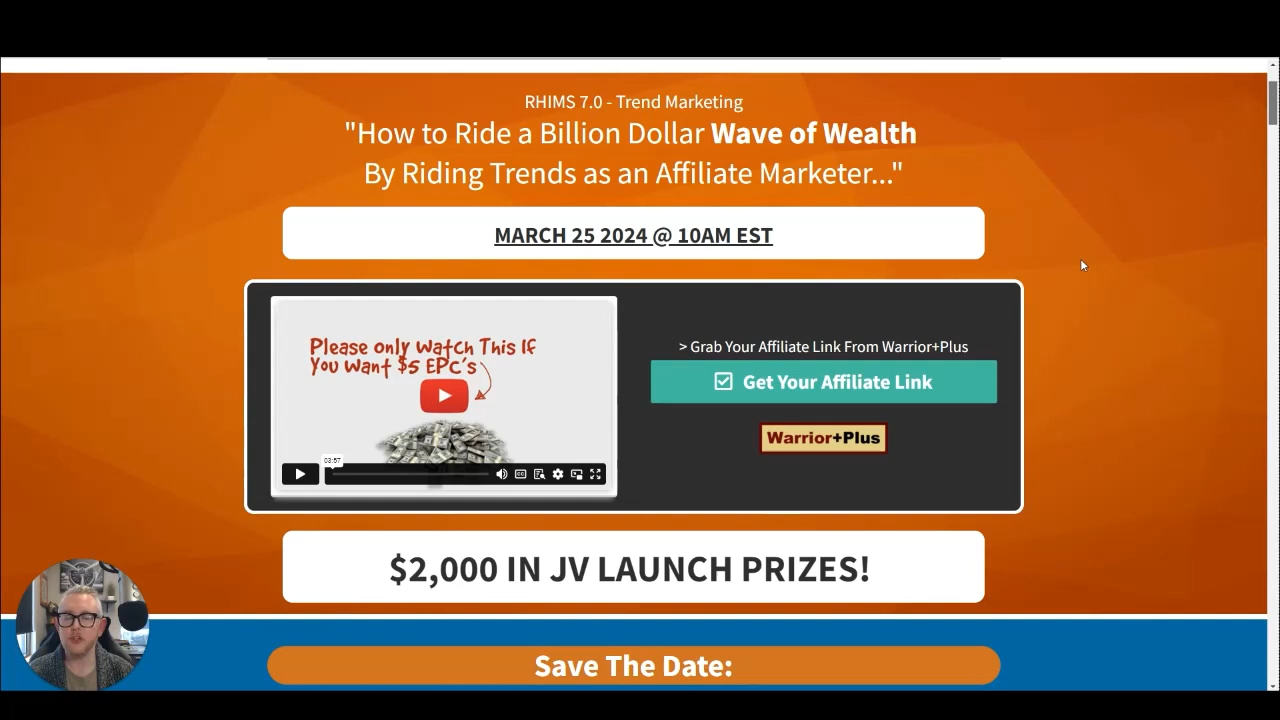 RHIMS 7.0 - Trend Marketing
"How to Ride a Billion Dollar Wave of Wealth
By Riding Trends as an Affiliate Marketer..."
MARCH 25 2024 @ 10AM EST
Please only Watch This If
You Want $5 EPC's
03:57
> Grab Your Affiliate Link From Warrior+Plus
Get Your Affiliate Link
Warrior+Plus
$2,000 IN JV LAUNCH PRIZES!
Save The Date: